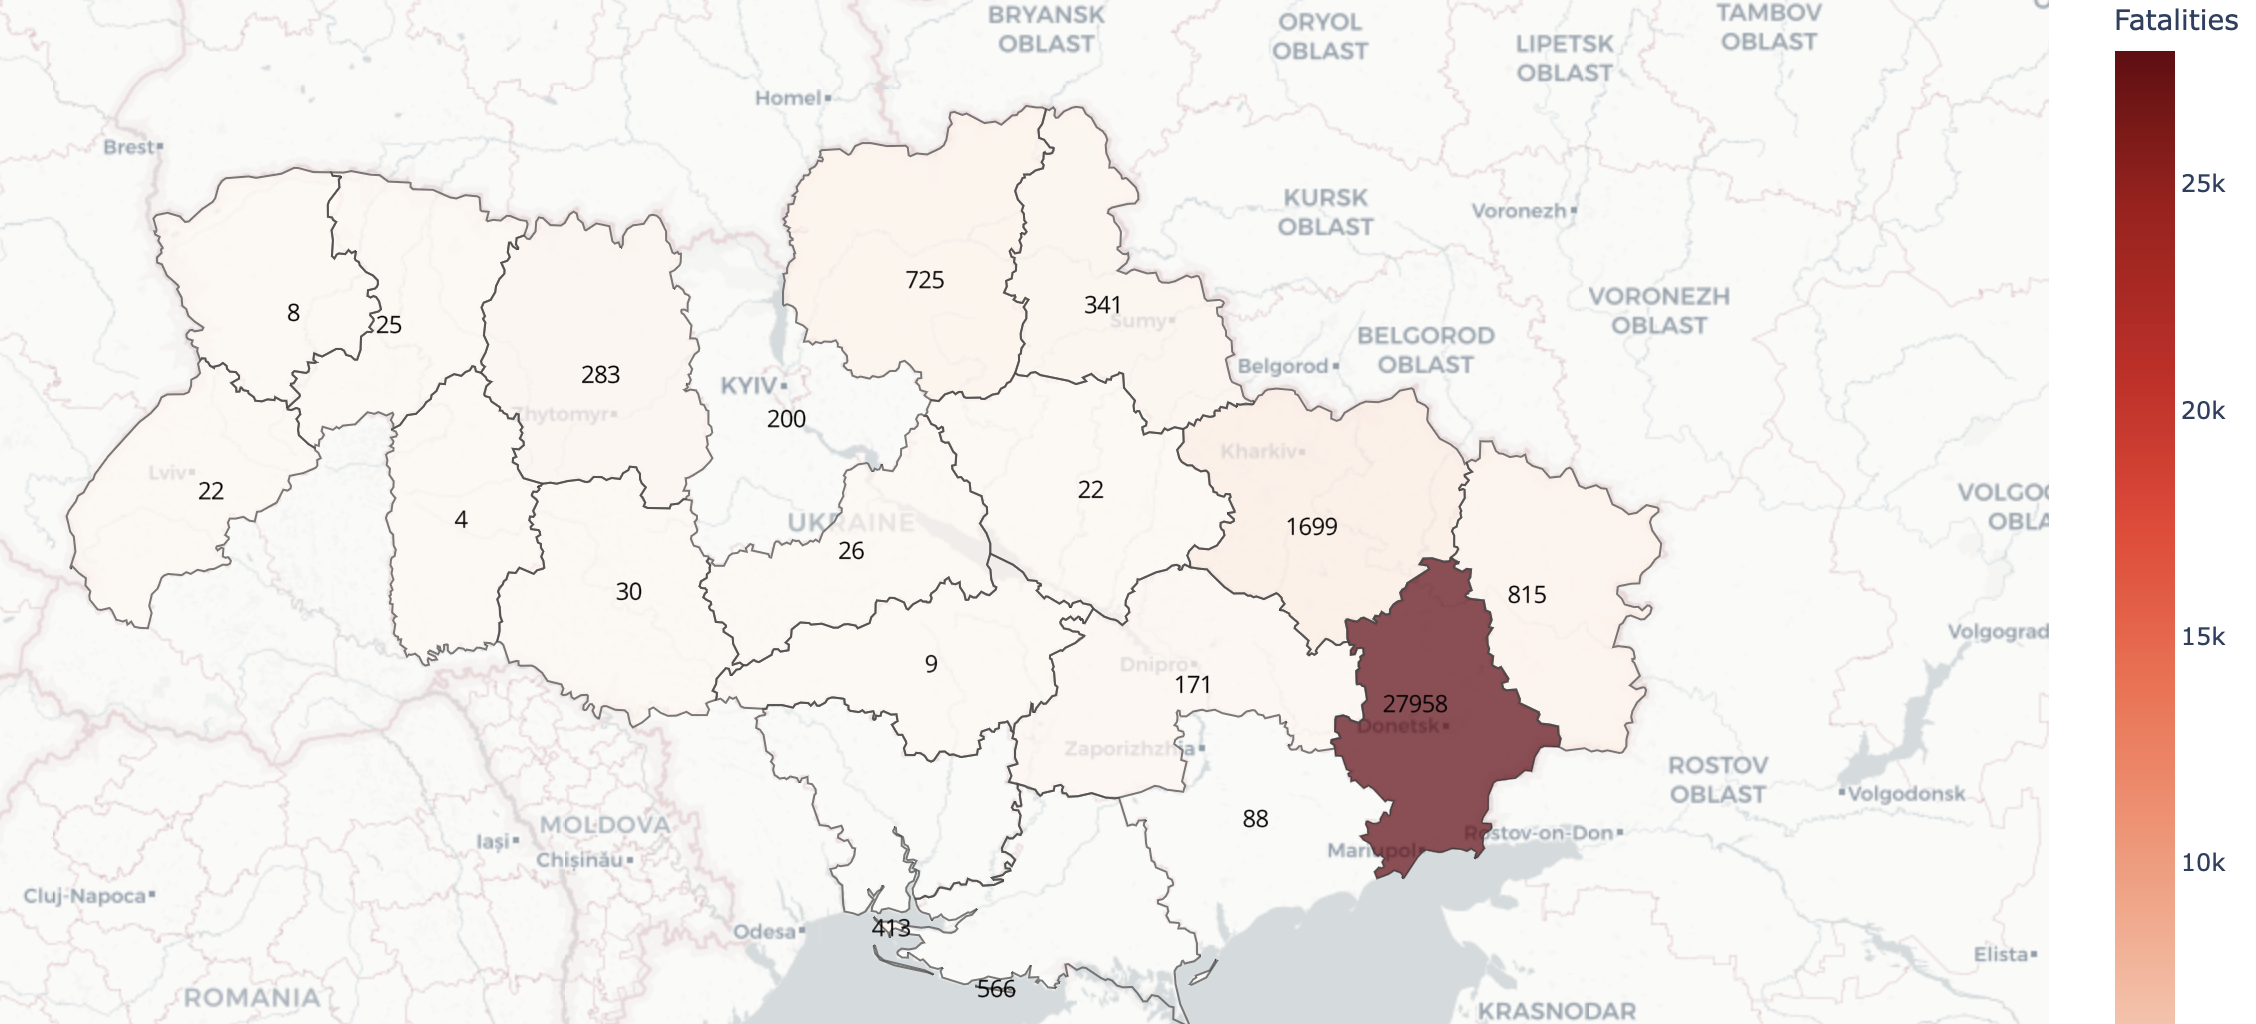 Fatalities
BRYANSK
OBLAST
ORYOL
OBLAST
LIPETSK
OBLAST
TAMBOV
OBLAST
Homel
Brest
KURSK
OBLAST
Voronezh
25k
725
341
Sumy
8
25
VORONEZH
OBLAST
BELGOROD
OBLAST
Belgorod
283
KYIV
200
Zhytomyr
20k
Kharkiv
Lviv
22
4
UKRAINE
26
22
1699
30
815
Volgograd
15k
9
Dnipro
171
27958
Donetsk
Zaporizhzhia
ROSTOV
OBLAST
Volgodonsk
MOLDOVA
Iași
Chișinău
88
Rostov-on-Don
Mariupol
10k
Cluj-Napoca
Odesa
413
Elista
566
ROMANIA
KRASNODAR